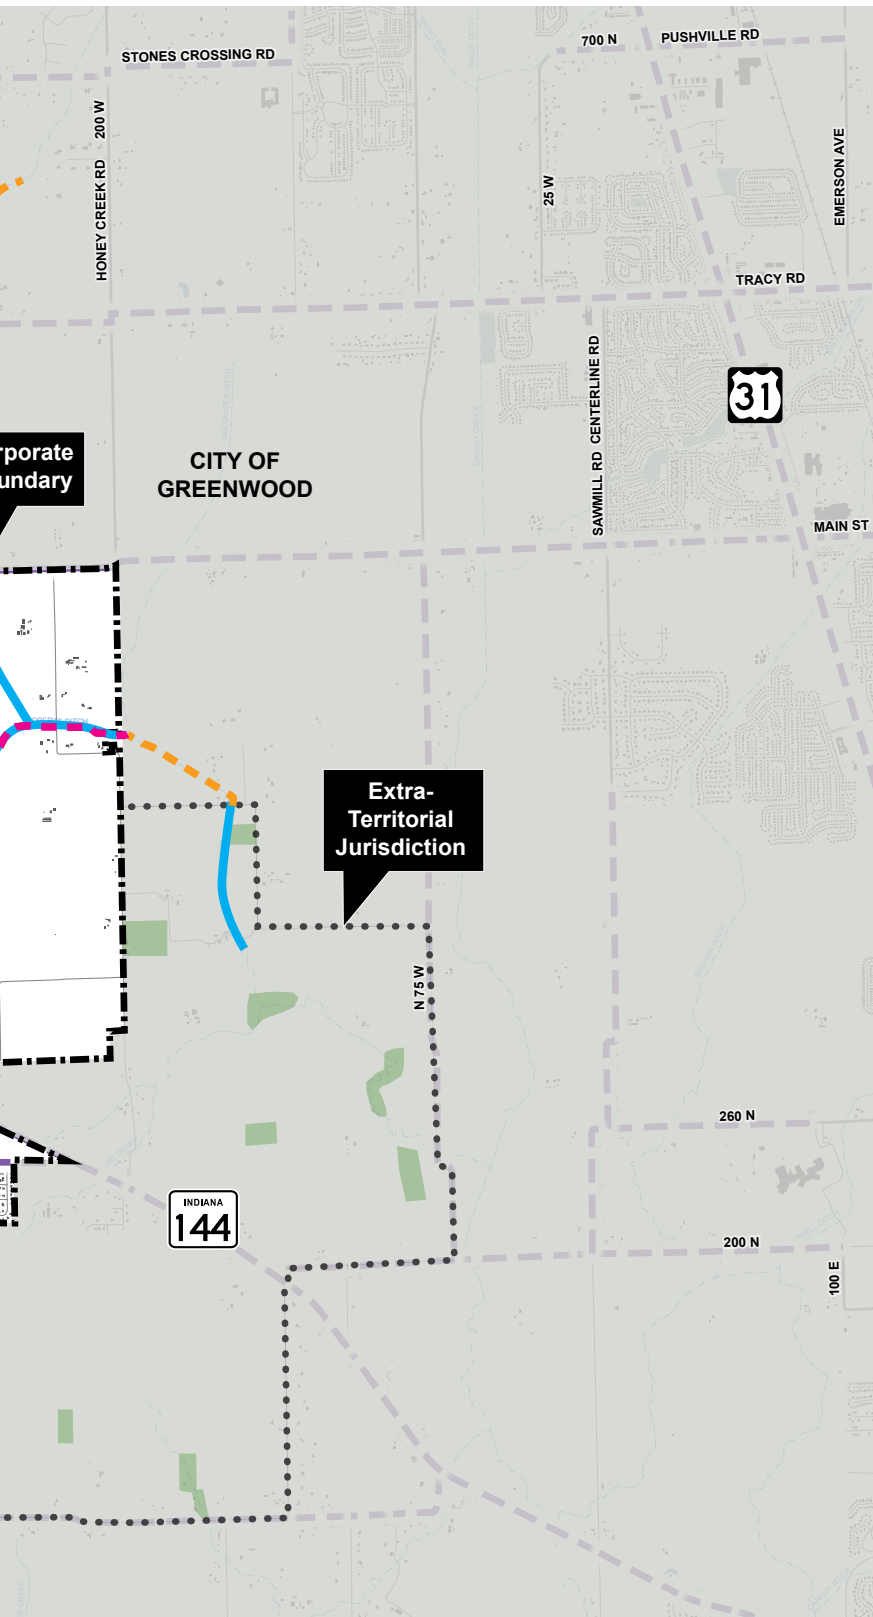 STONES CROSSING RD
700 N
PUSHVILLE RD
HONEY CREEK RD 200 W
25 W
EMERSON AVE
TRACY RD
SAWMILL RD CENTERLINE RD
31
rporate
undary
CITY OF
GREENWOOD
MAIN ST
Extra-
Territorial
Jurisdiction
N 75 W
260 N
INDIANA
144
200 N
100 E